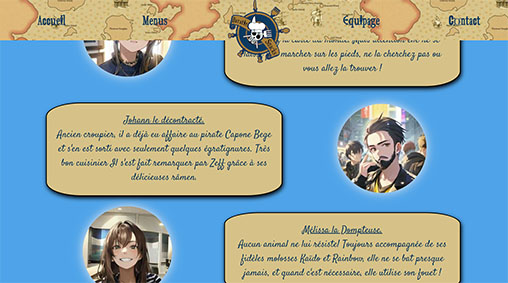 Accueil
Menus
Equipage
Contact
marcher sur les pieds, ne la cherchez pas ou
vous allez la trouver !
Johann le décontracté.
Ancien croupier, il a déjà eu affaire au pirate Capone Bege
et s'en est sorti avec seulement quelques égratignures. Très
bon cuisinier Il s'est fait remarquer par Zeff grâce à ses
délicieuses râmen.
Mélissa la Dompteuse.
Aucun animal ne lui résiste! Toujours accompagnée de ses
fidèles molosses Kaïdo et Rainbow, elle ne se bat presque
jamais, et quand c'est nécessaire, elle utilise son fouet !